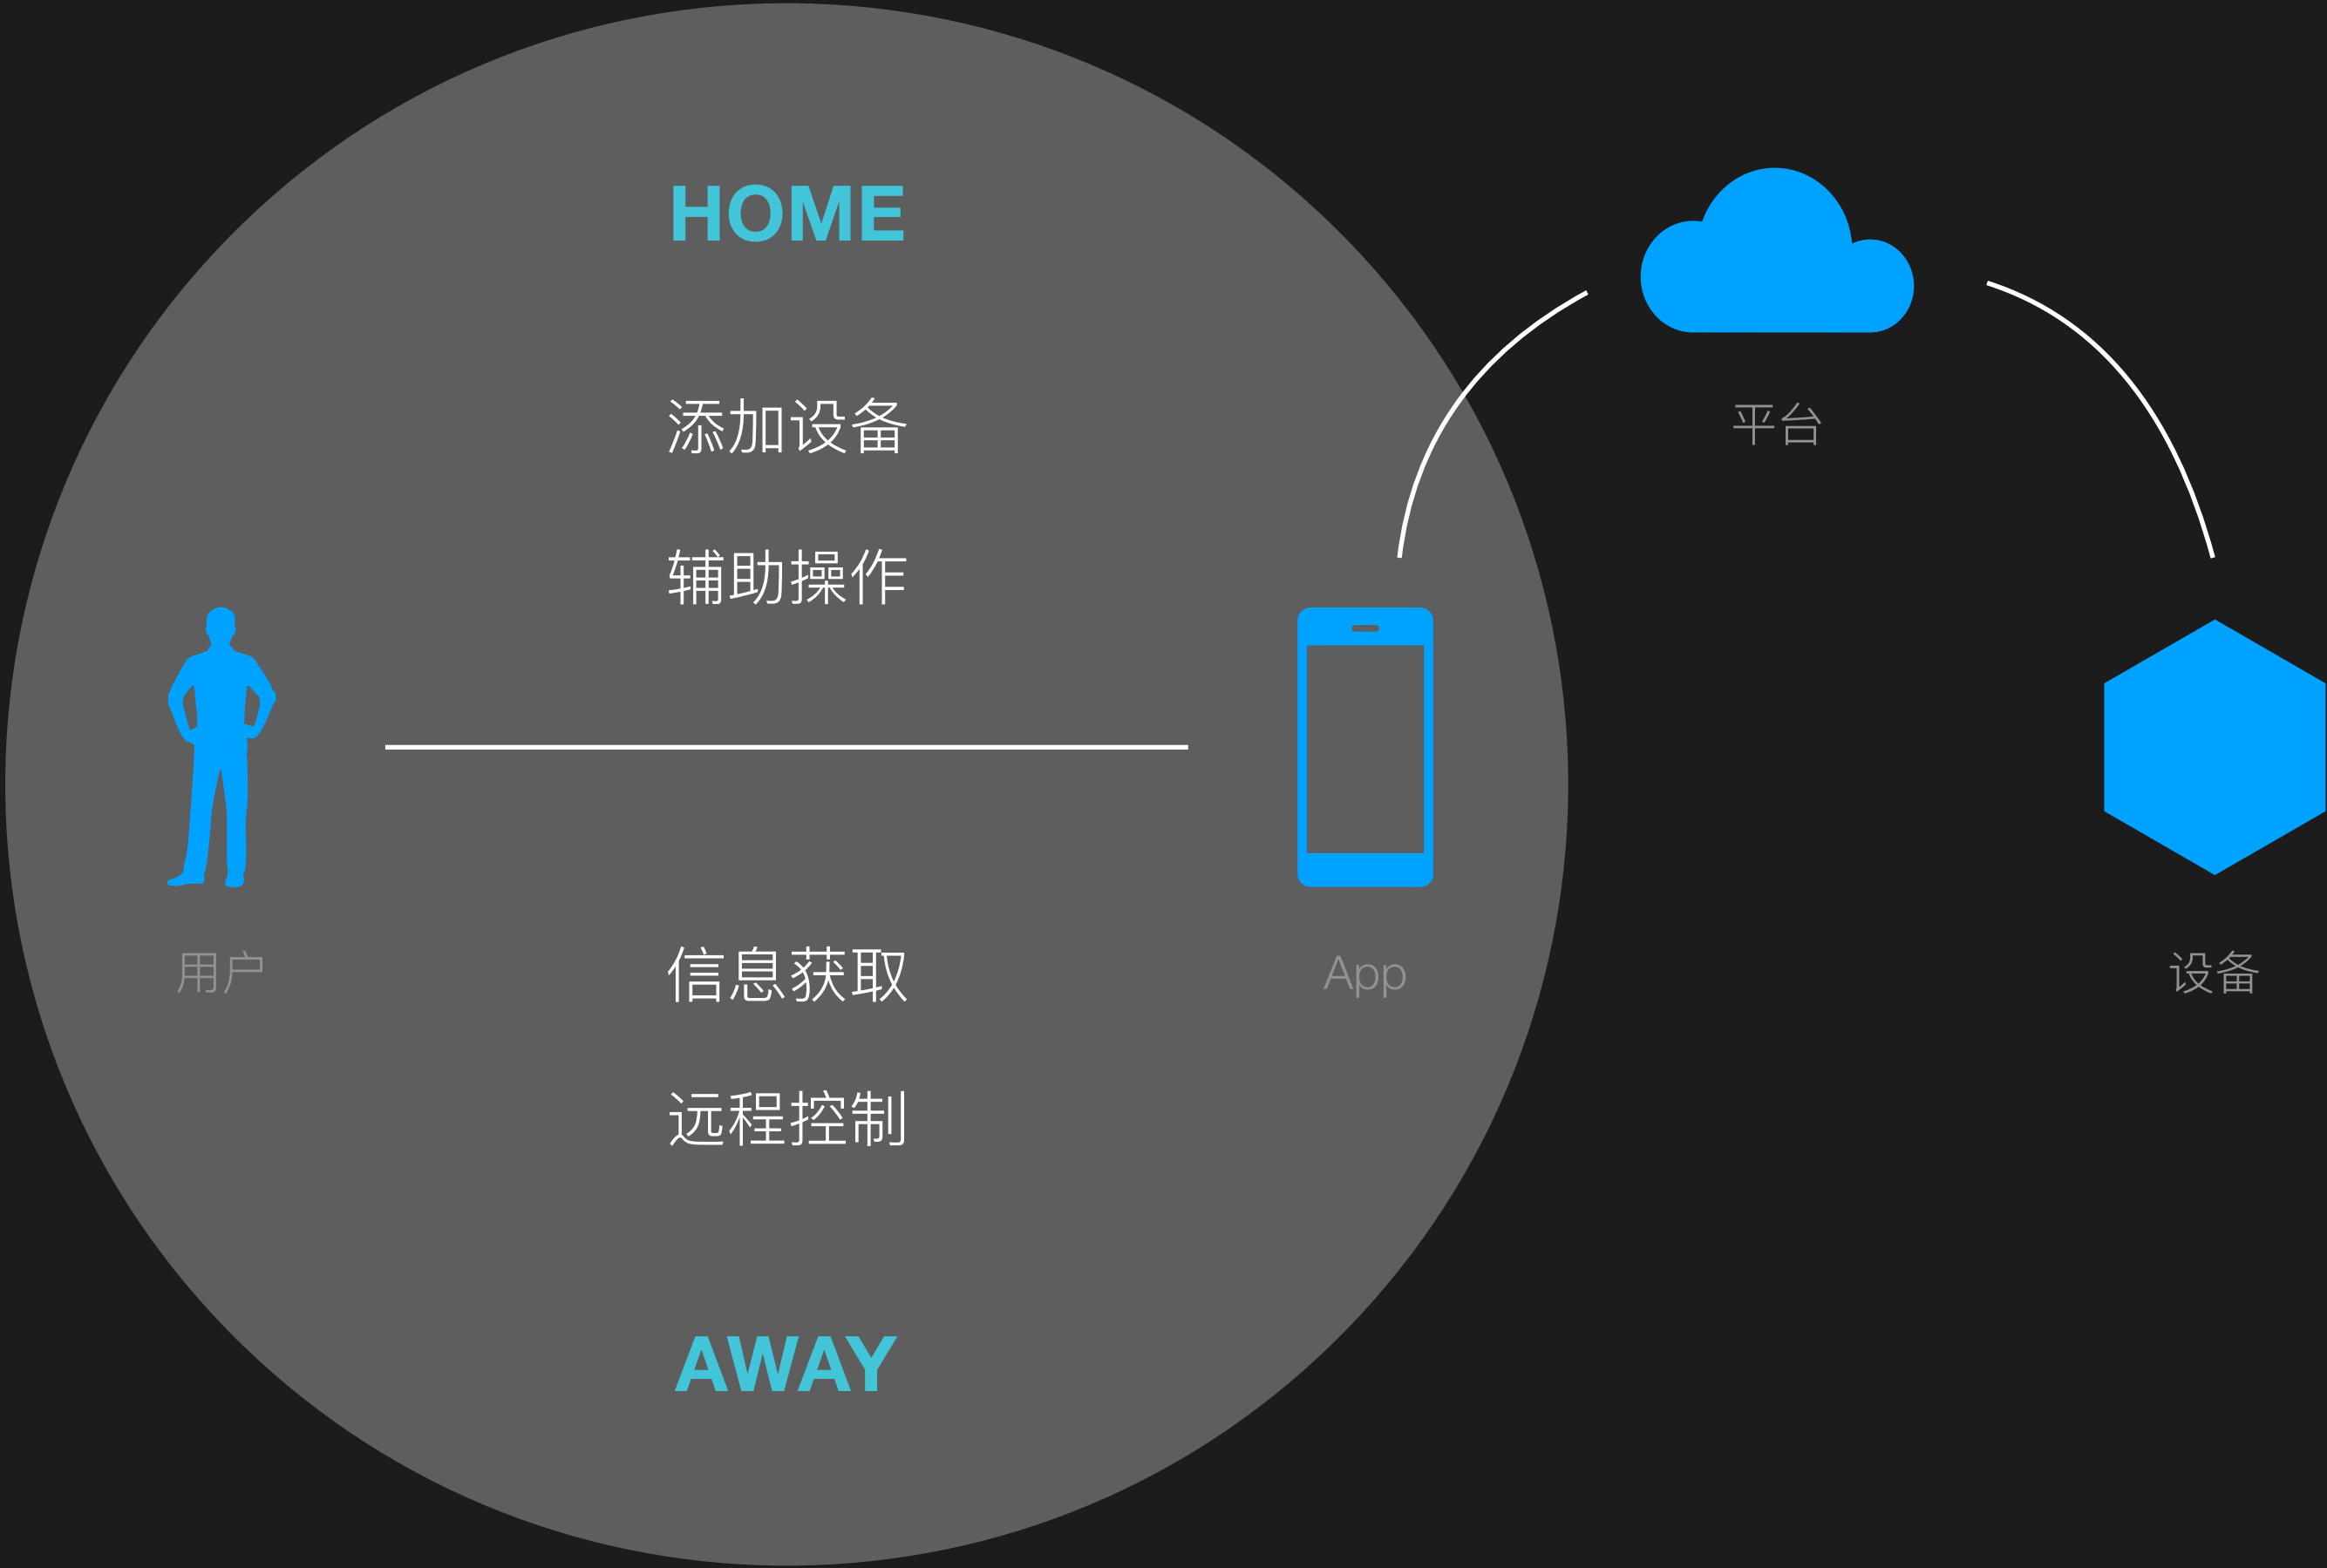 HOME
添加设备
平台
辅助操作
信息获取
用户
App
设备
远程控制
AWAY